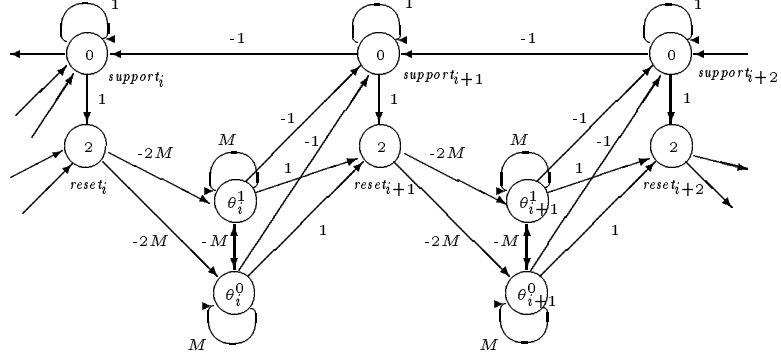 1 1 1
-1 -1
0 0 0
support_i support_{i+1} support_{i+2}
1 1 1
-1 -1
M -1 M -1
2 -2M 2 -2M 2
1 1
reset_i reset_{i+1} reset_{i+2}
θ_i^1 θ_{i+1}^1
-2M -M 1 -2M -M 1
θ_i^0 θ_{i+1}^0
M M